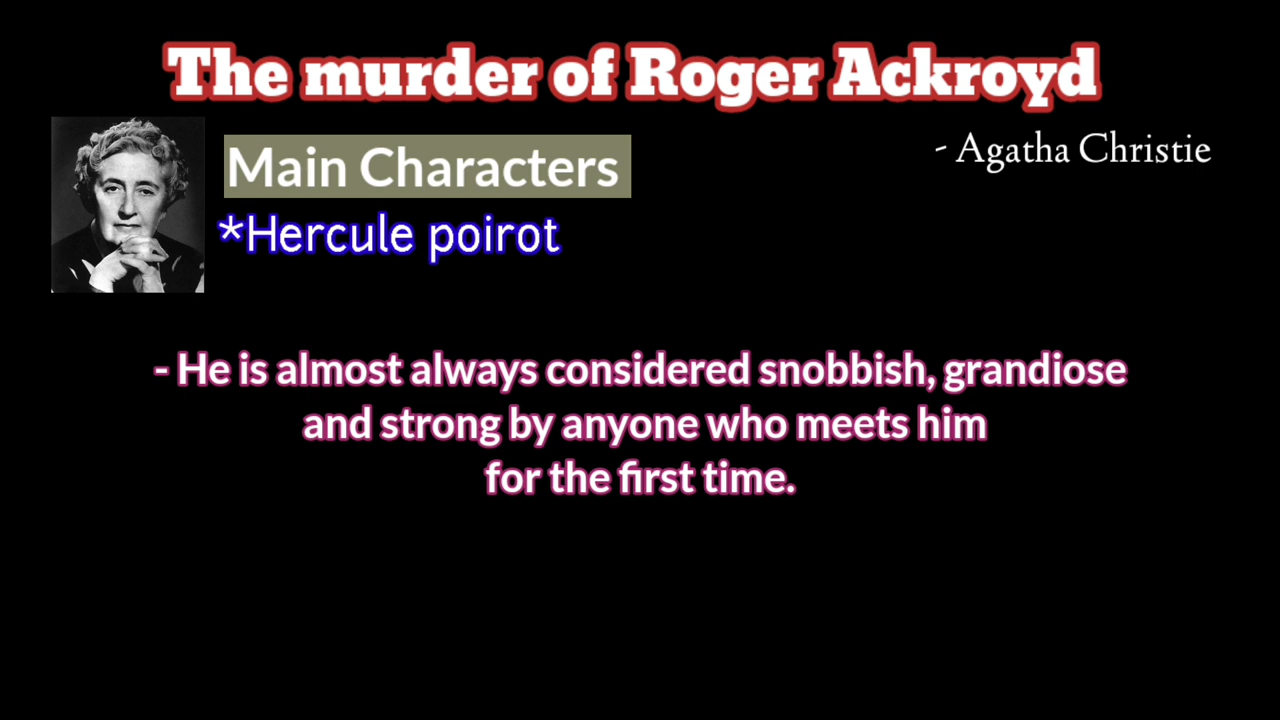 The murder of Roger Ackroyd
- Agatha Christie
Main Characters
*Hercule poirot
- He is almost always considered snobbish, grandiose
and strong by anyone who meets him
for the first time.